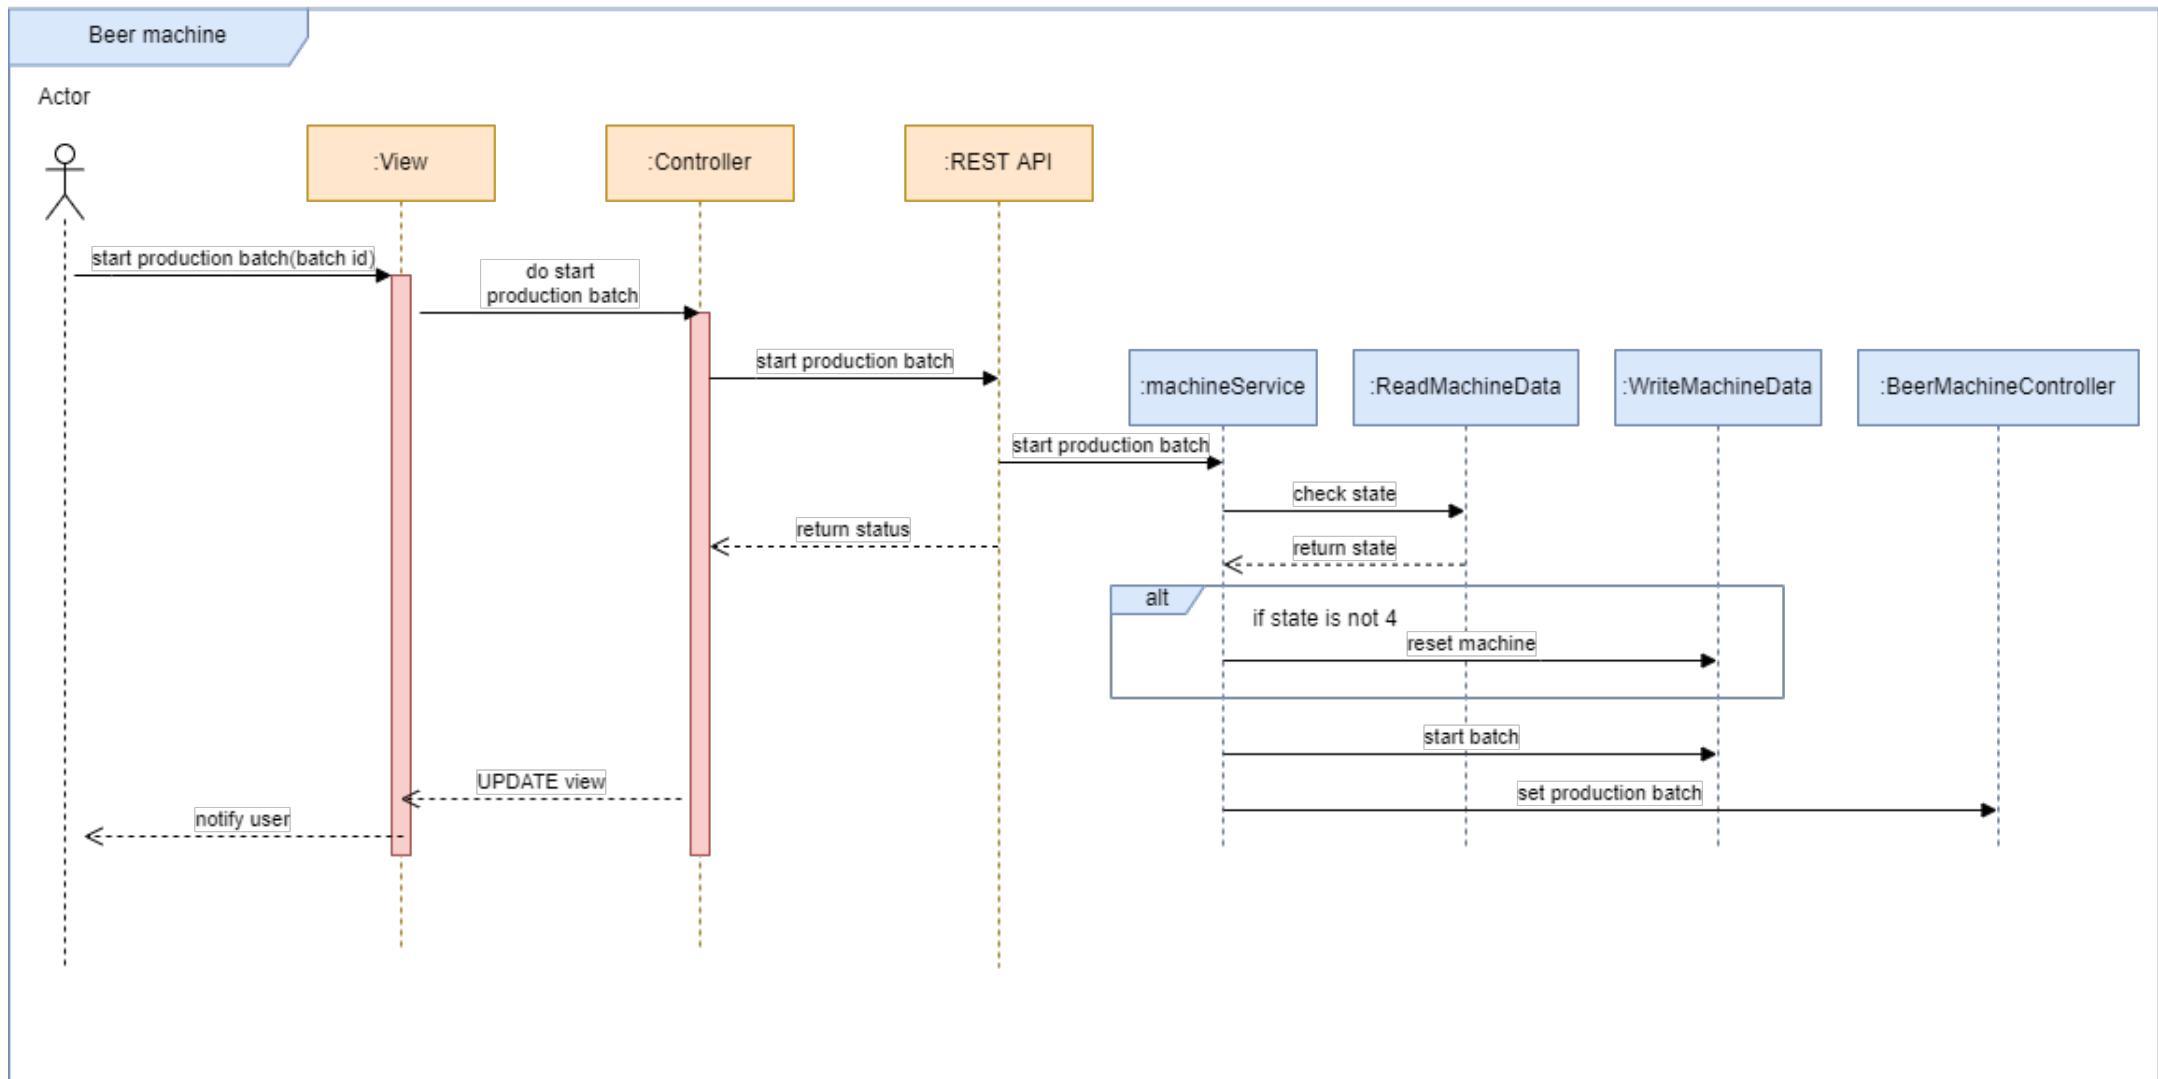 Beer machine
Actor
:View
:Controller
:REST API
start production batch(batch id)
do start
production batch
start production batch
:machineService
:ReadMachineData
:WriteMachineData
:BeerMachineController
start production batch
check state
return status
return state
alt
if state is not 4
reset machine
start batch
UPDATE view
set production batch
notify user